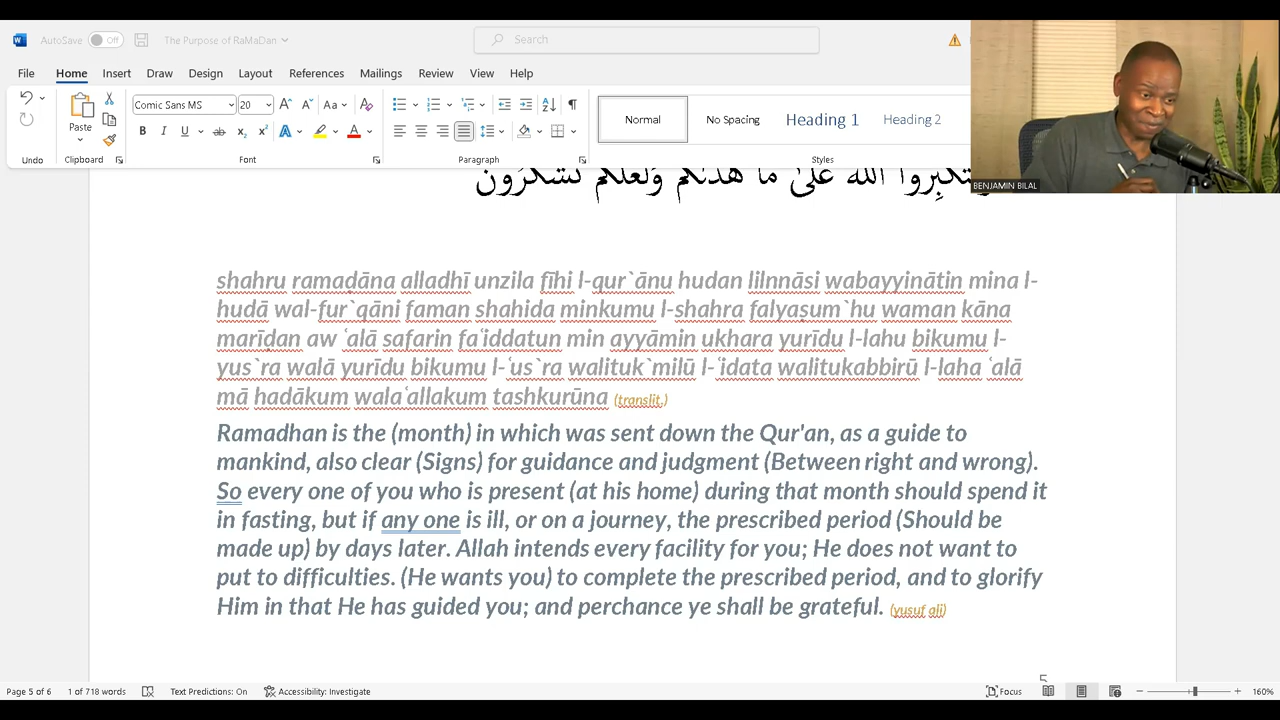 AutoSave Off The Purpose of RaMaDan Search
File Home Insert Draw Design Layout References Mailings Review View Help
Comic Sans MS 20
Paste
Normal No Spacing Heading 1 Heading 2
Undo Clipboard Font Paragraph Styles
BENJAMIN BILAL
الله على ما هدىكم ولعلكم تشكرون
shahru ramaḍāna alladhī unzila fīhi l-qur`ānu hudan lilnnāsi wabayyinātin mina l-
hudā wal-fur`qāni faman shahida minkumu l-shahra falyaṣum`hu waman kāna
marīḍan aw ʿalā safarin faʿiddatun min ayyāmin ukhara yurīdu l-lahu bikumu l-
yus`ra walā yurīdu bikumu l-ʿus`ra walituk`milū l-ʿidata walitukabbirū l-laha ʿalā
mā hadākum walaʿallakum tashkurūna (translit.)
Ramadhan is the (month) in which was sent down the Qur'an, as a guide to
mankind, also clear (Signs) for guidance and judgment (Between right and wrong).
So every one of you who is present (at his home) during that month should spend it
in fasting, but if any one is ill, or on a journey, the prescribed period (Should be
made up) by days later. Allah intends every facility for you; He does not want to
put to difficulties. (He wants you) to complete the prescribed period, and to glorify
Him in that He has guided you; and perchance ye shall be grateful. (yusuf ali)
Page 5 of 6 1 of 718 words Text Predictions: On Accessibility: Investigate Focus 160%